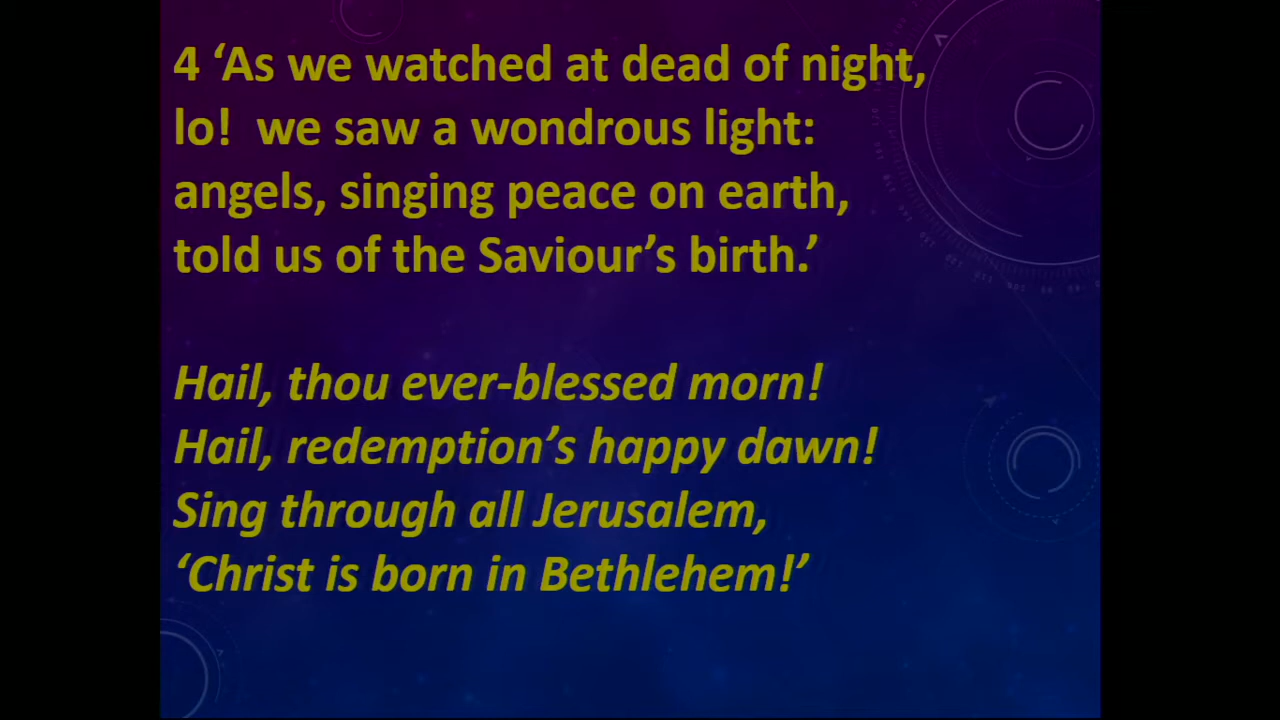 4 ‘As we watched at dead of night,
lo!  we saw a wondrous light:
angels, singing peace on earth,
told us of the Saviour’s birth.’
Hail, thou ever-blessed morn!
Hail, redemption’s happy dawn!
Sing through all Jerusalem,
‘Christ is born in Bethlehem!’